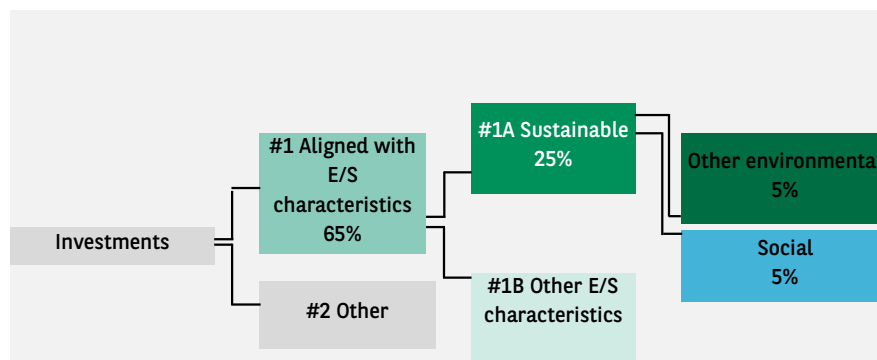 Investments
#1 Aligned with
E/S
characteristics
65%
#2 Other
#1A Sustainable
25%
#1B Other E/S
characteristics
Other environmenta
5%
Social
5%